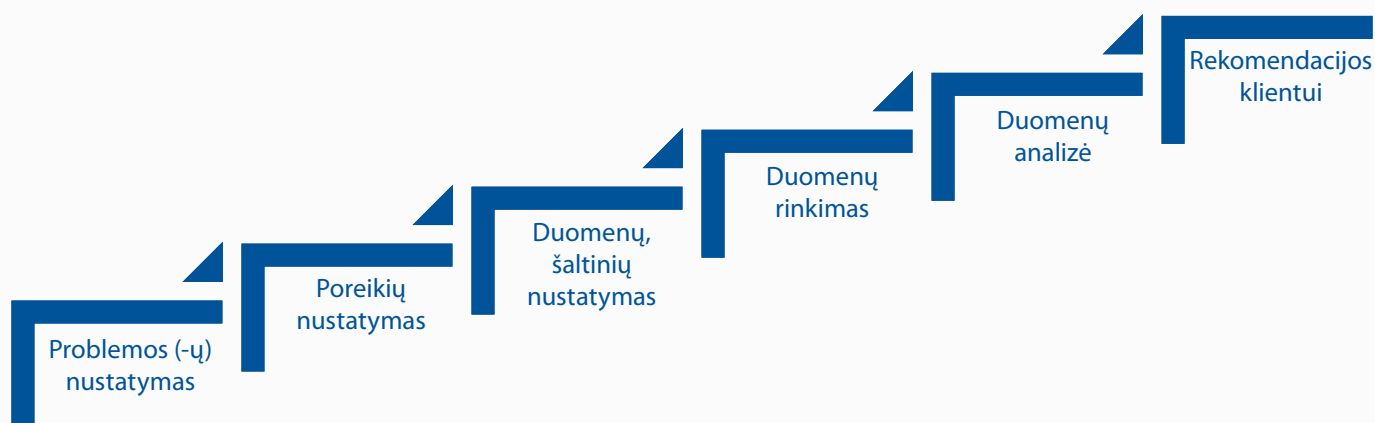 Problemos (-ų)
nustatymas
Poreikių
nustatymas
Duomenų,
šaltinių
nustatymas
Duomenų
rinkimas
Duomenų
analizė
Rekomendacijos
klientui